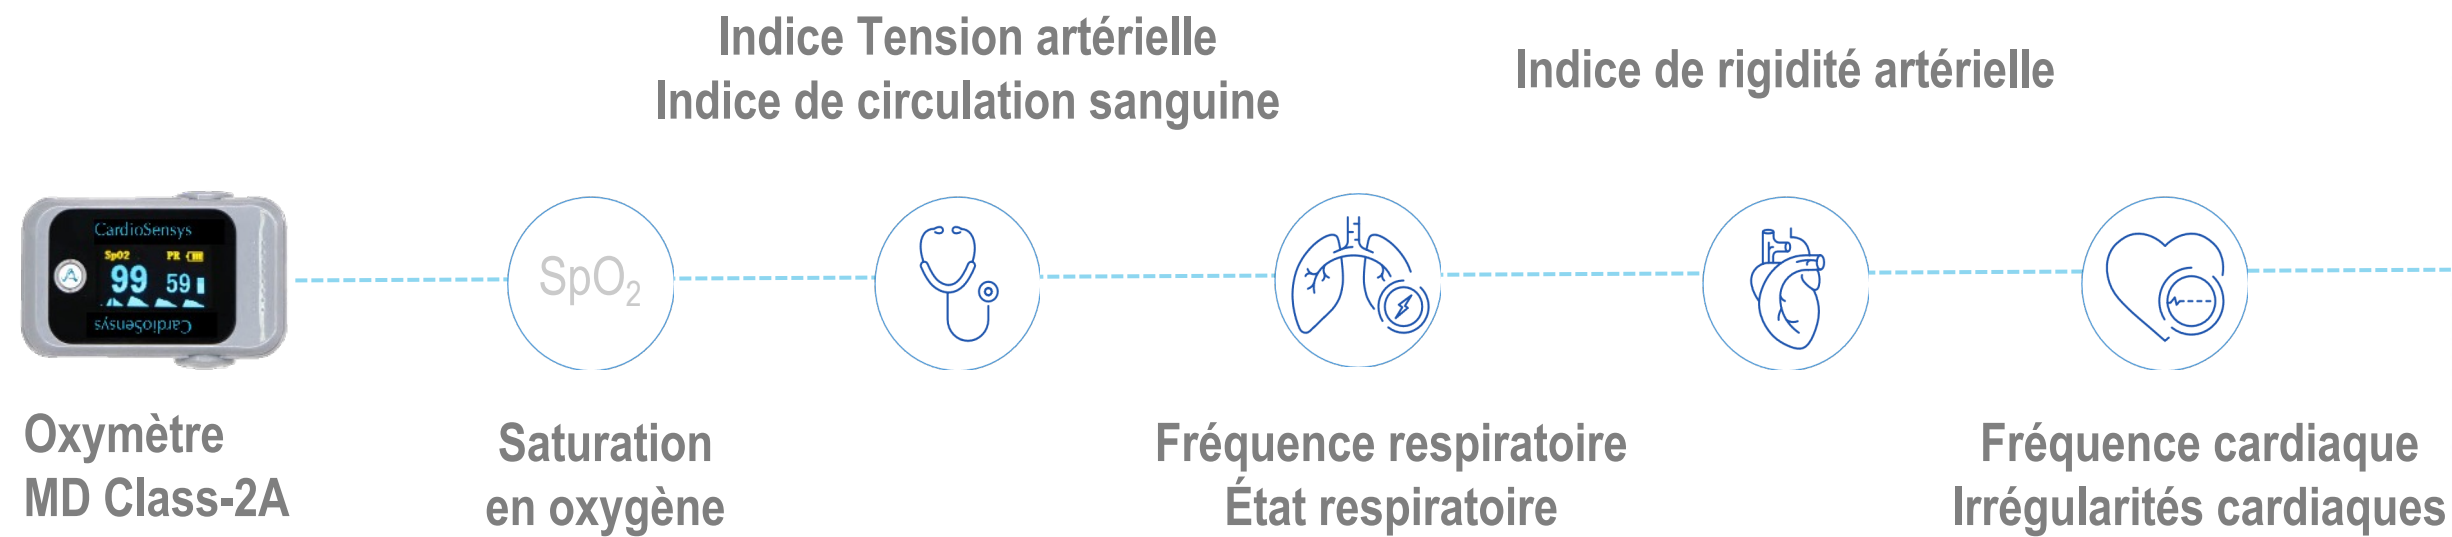 Indice Tension artérielle
Indice de circulation sanguine
Indice de rigidité artérielle
CardioSensys
SpO2 PR
99 59
CardioSensys
SpO₂
Oxymètre
MD Class-2A
Saturation
en oxygène
Fréquence respiratoire
État respiratoire
Fréquence cardiaque
Irrégularités cardiaques